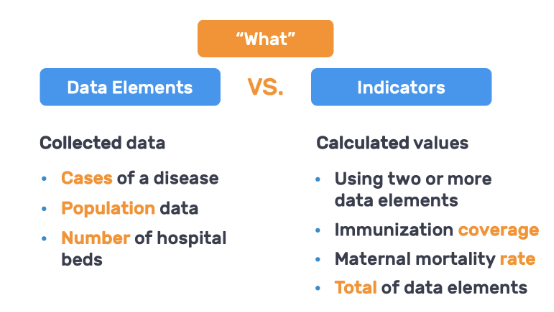 “What”
Data Elements
VS.
Indicators
Collected data
• Cases of a disease
• Population data
• Number of hospital
beds
Calculated values
• Using two or more
data elements
• Immunization coverage
• Maternal mortality rate
• Total of data elements